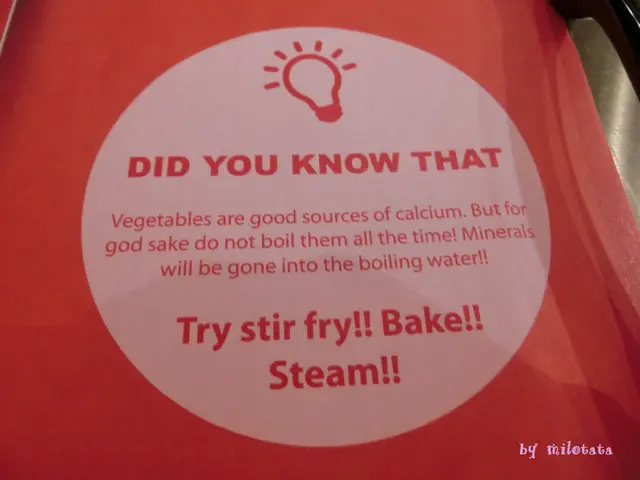 DID YOU KNOW THAT
Vegetables are good sources of calcium. But for
god sake do not boil them all the time! Minerals
will be gone into the boiling water!!
Try stir fry!! Bake!!
Steam!!
by milotata